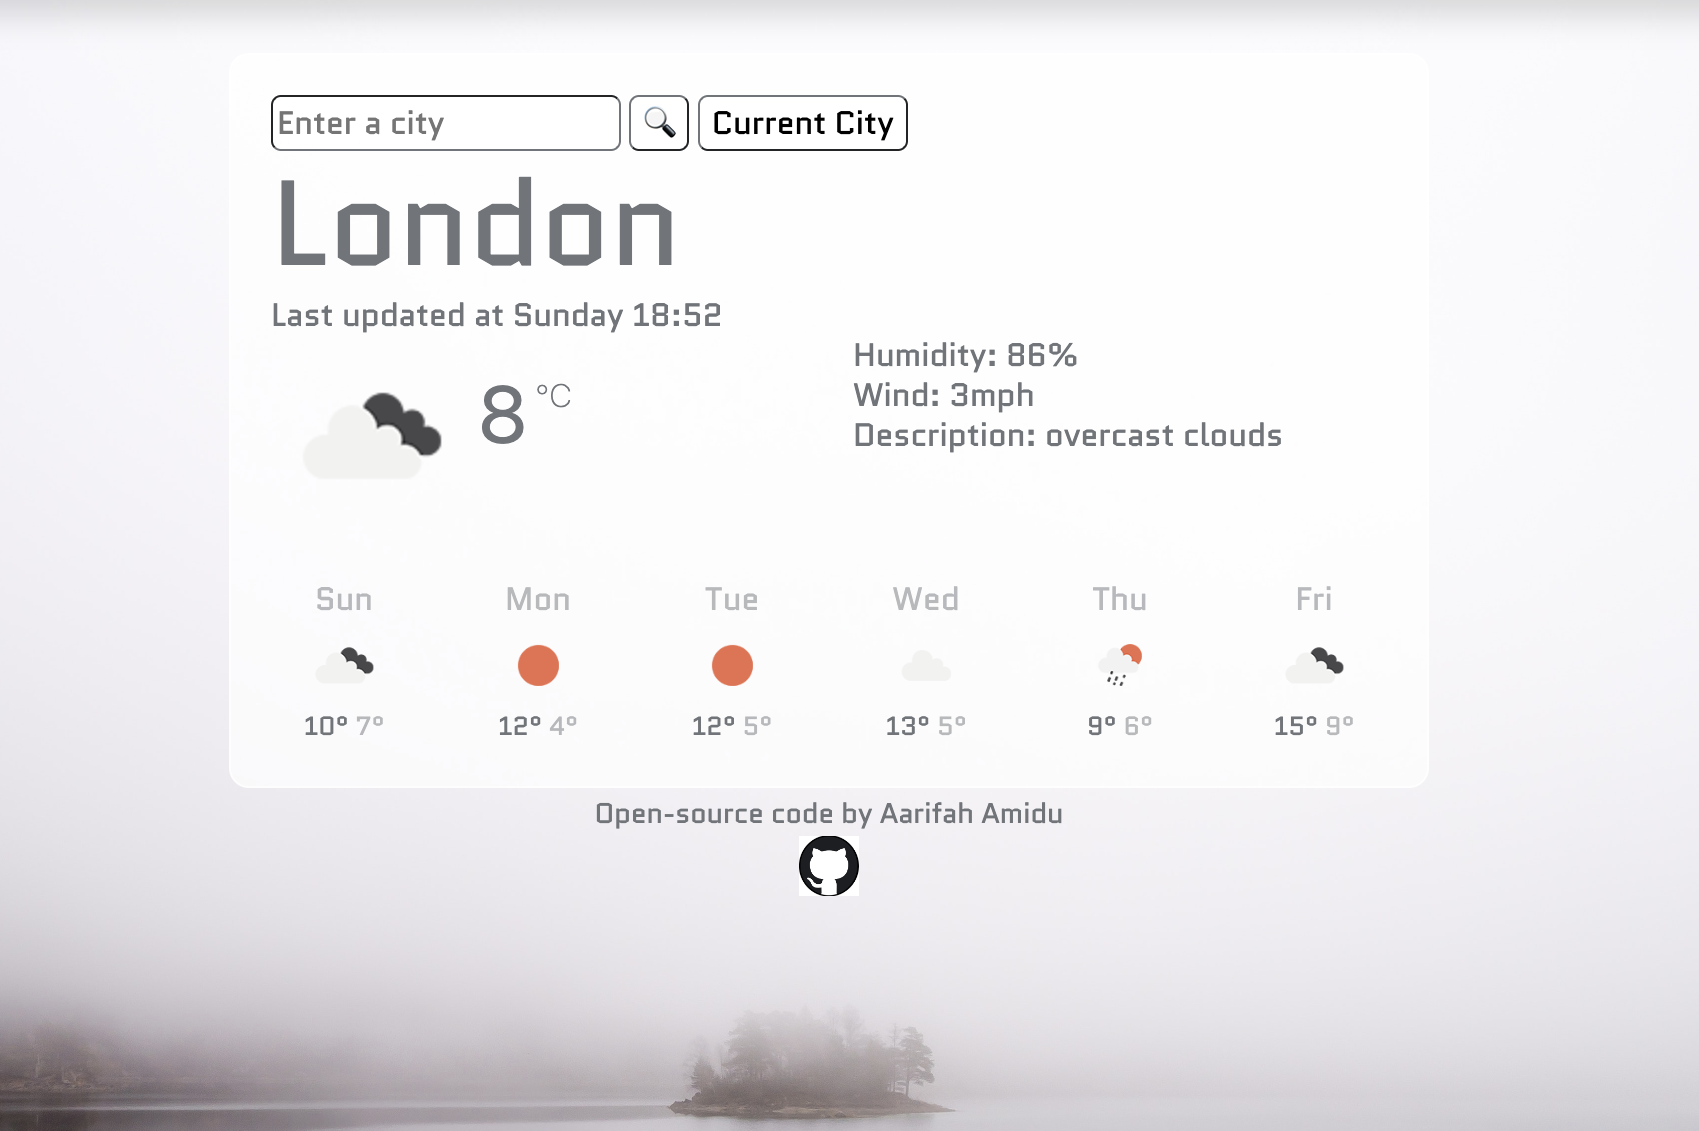 Enter a city
Current City
London
Last updated at Sunday 18:52
8 °C
Humidity: 86%
Wind: 3mph
Description: overcast clouds
Sun Mon Tue Wed Thu Fri
10° 7° 12° 4° 12° 5° 13° 5° 9° 6° 15° 9°
Open-source code by Aarifah Amidu